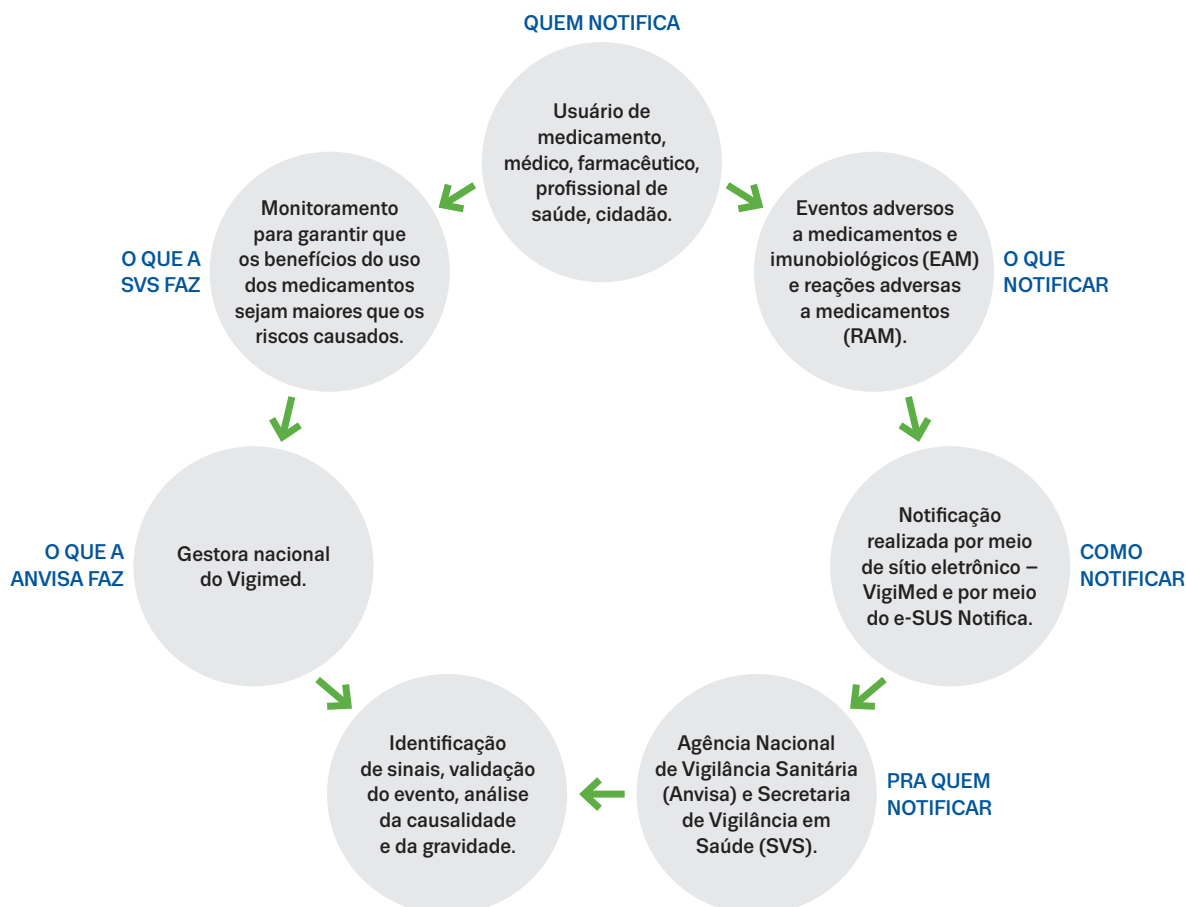 QUEM NOTIFICA
Usuário de
medicamento,
médico, farmacêutico,
profissional de
saúde, cidadão.
Eventos adversos
a medicamentos e
imunobiológicos (EAM)
e reações adversas
a medicamentos
(RAM).
O QUE
NOTIFICAR
Notificação
realizada por meio
de sítio eletrônico –
VigiMed e por meio
do e-SUS Notifica.
COMO
NOTIFICAR
Agência Nacional
de Vigilância Sanitária
(Anvisa) e Secretaria
de Vigilância em
Saúde (SVS).
PRA QUEM
NOTIFICAR
Identificação
de sinais, validação
do evento, análise
da causalidade
e da gravidade.
O QUE A
ANVISA FAZ
Gestora nacional
do Vigimed.
O QUE A
SVS FAZ
Monitoramento
para garantir que
os benefícios do uso
dos medicamentos
sejam maiores que os
riscos causados.